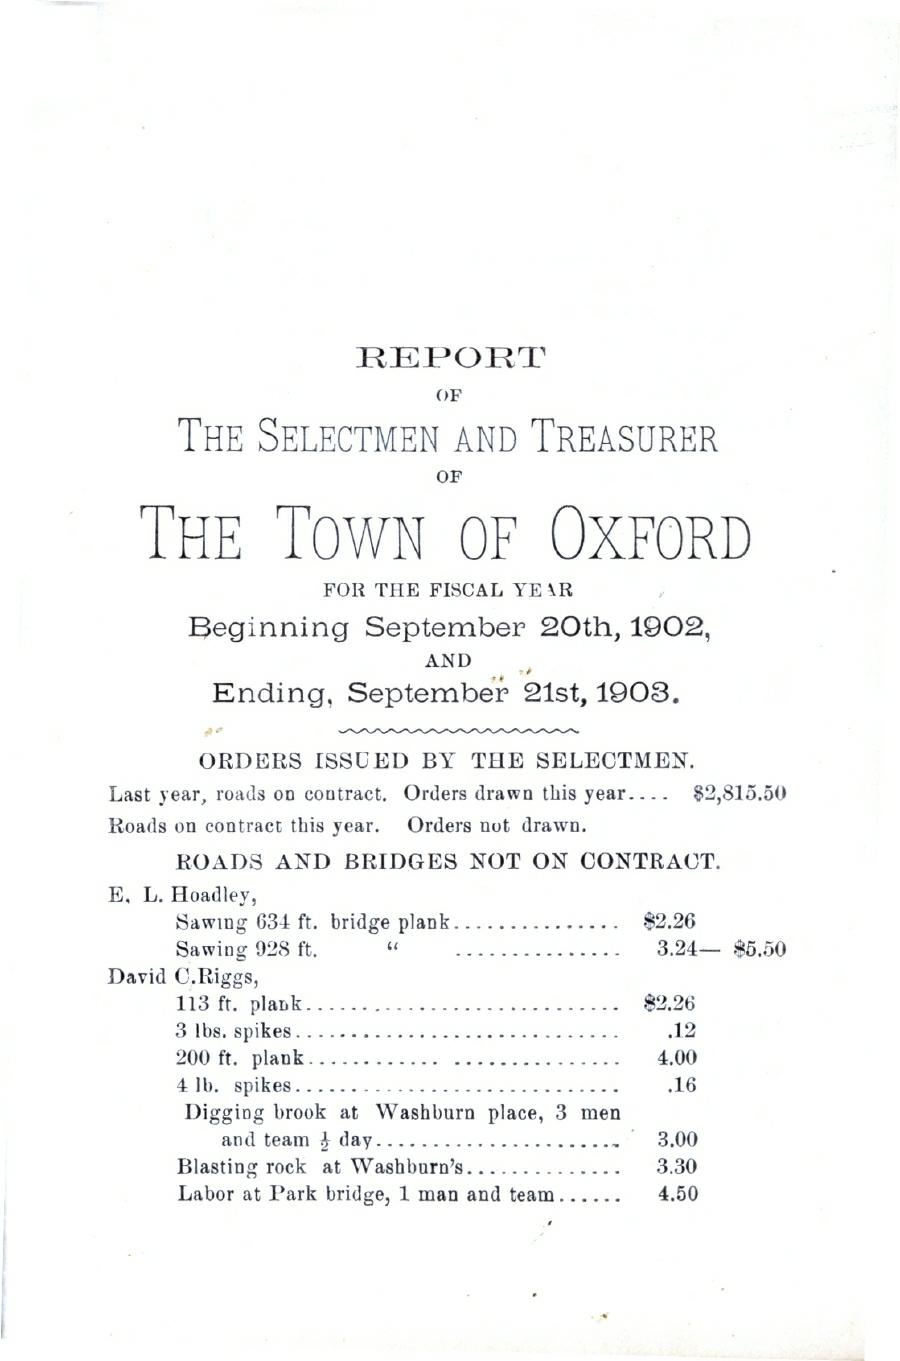 REPORT
OF
THE SELECTMEN AND TREASURER
OF
THE TOWN OF OXFORD
FOR THE FISCAL YEAR
Beginning September 20th, 1902,
AND
Ending, September 21st, 1903.
ORDERS ISSUED BY THE SELECTMEN.
Last year, roads on contract. Orders drawn this year.... $2,815.50
Roads on contract this year. Orders not drawn.
ROADS AND BRIDGES NOT ON CONTRACT.
E. L. Hoadley,
Sawing 634 ft. bridge plank............... $2.26
Sawing 928 ft. “ ............... 3.24— $5.50
David C.Riggs,
113 ft. plank............................. $2.26
3 lbs. spikes.............................. .12
200 ft. plank............ ............... 4.00
4 lb. spikes.............................. .16
Digging brook at Washburn place, 3 men
and team ½ day....................... 3.00
Blasting rock at Washburn's.............. 3.30
Labor at Park bridge, 1 man and team...... 4.50